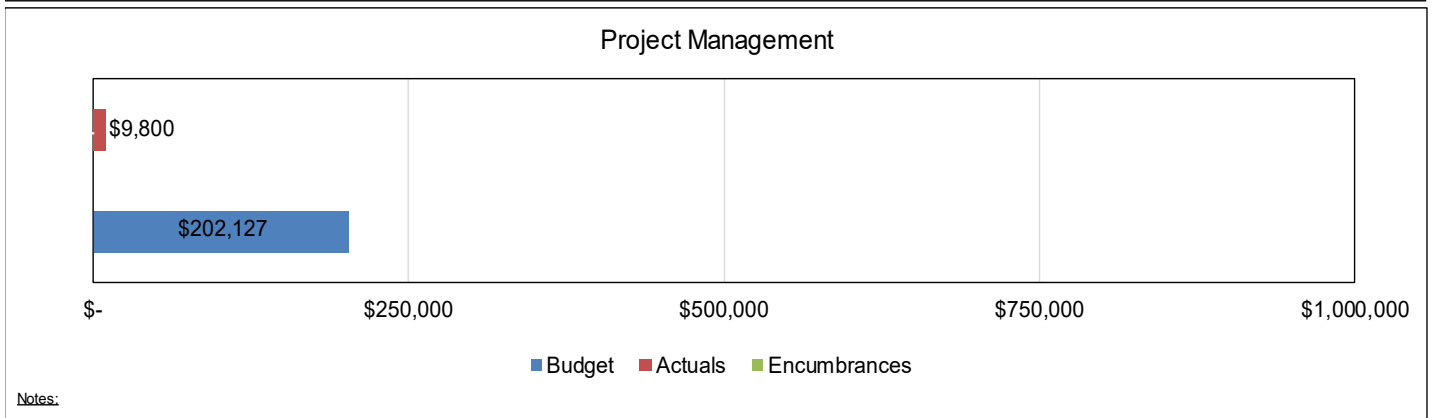 Project Management
$9,800
$202,127
$- $250,000 $500,000 $750,000 $1,000,000
Budget Actuals Encumbrances
Notes: